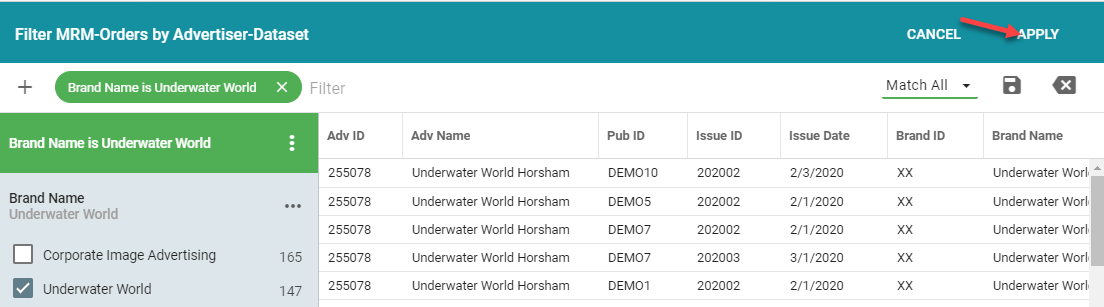 Filter MRM-Orders by Advertiser-Dataset CANCEL APPLY
Brand Name is Underwater World Filter Match All
Brand Name is Underwater World
Brand Name
Underwater World
Corporate Image Advertising 165
Underwater World 147
Adv ID Adv Name Pub ID Issue ID Issue Date Brand ID Brand Name
255078 Underwater World Horsham DEMO10 202002 2/3/2020 XX Underwater World
255078 Underwater World Horsham DEMO5 202002 2/1/2020 XX Underwater World
255078 Underwater World Horsham DEMO7 202002 2/1/2020 XX Underwater World
255078 Underwater World Horsham DEMO7 202003 3/1/2020 XX Underwater World
255078 Underwater World Horsham DEMO1 202002 2/1/2020 XX Underwater World